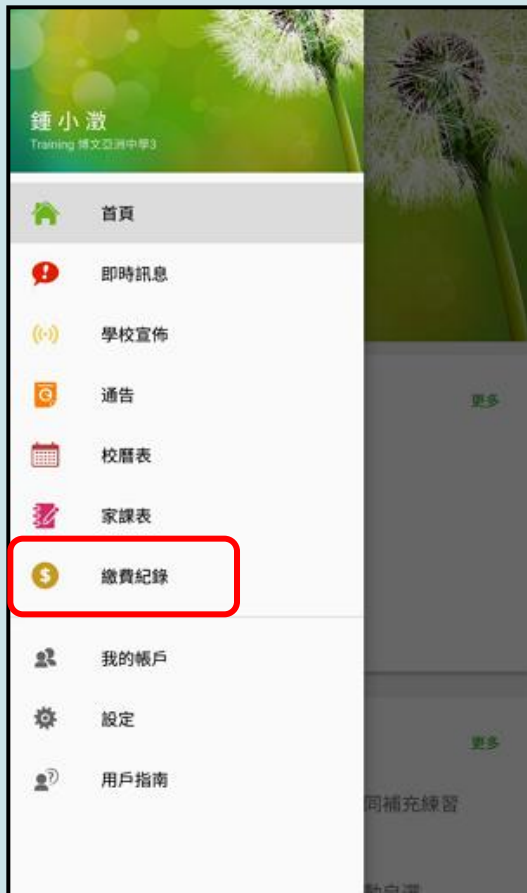 鍾小澂
Training 博文亞洲中學3
首頁
即時訊息
學校宣佈
通告
更多
校曆表
家課表
繳費紀錄
我的帳戶
設定
更多
用戶指南
同補充練習